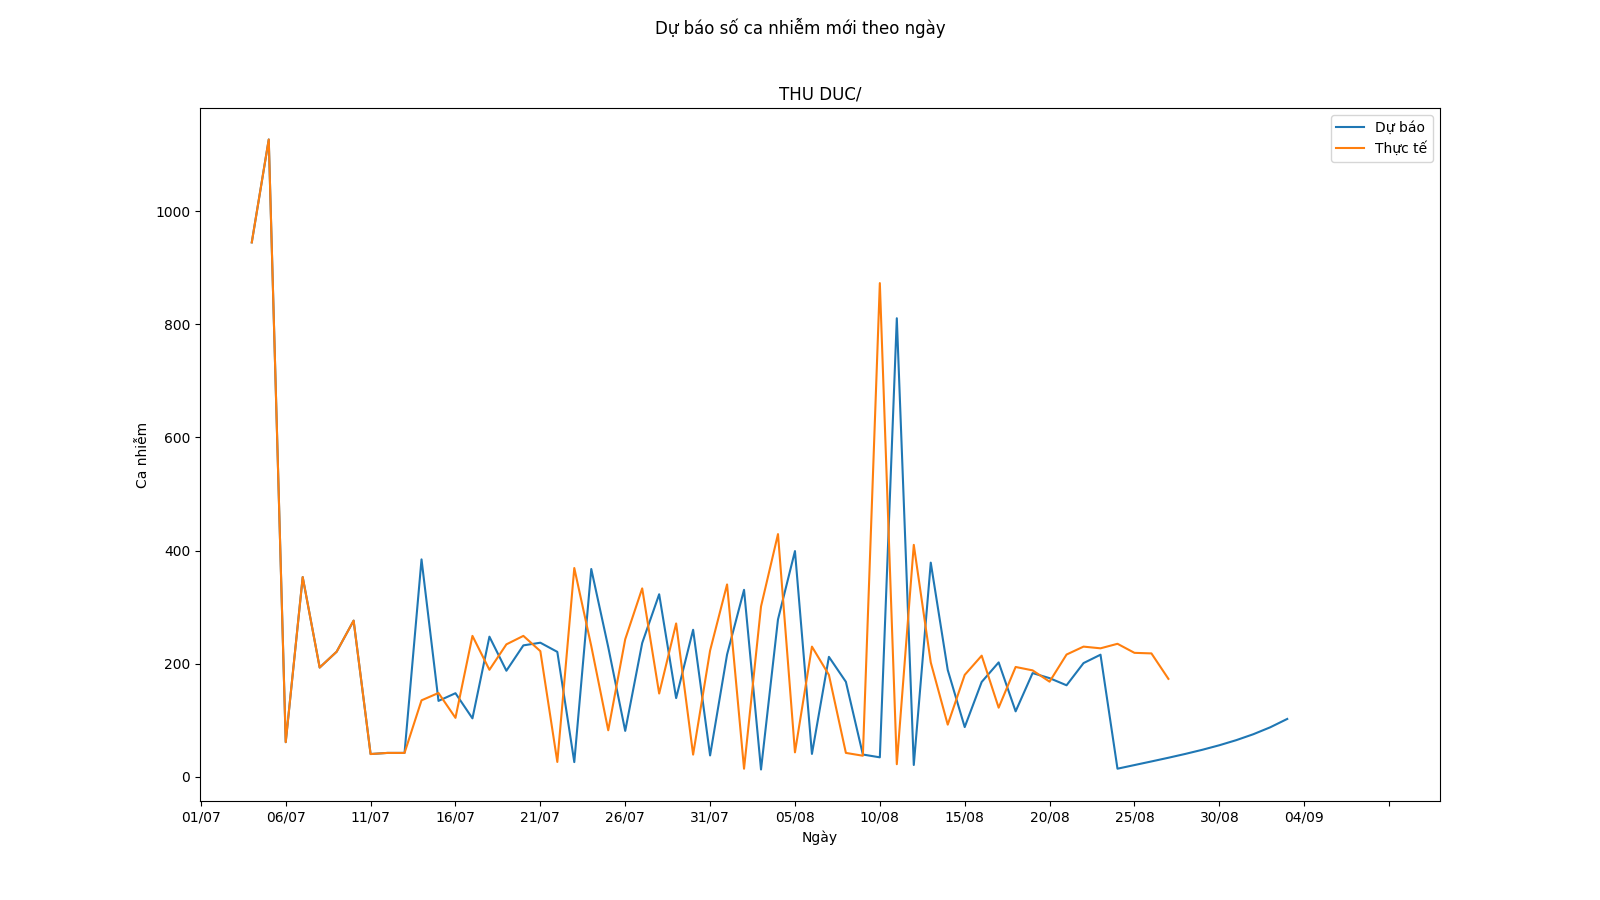 Dự báo số ca nhiễm mới theo ngày
THU DUC/
Dự báo
Thực tế
1000
800
600
400
200
0
Ca nhiễm
01/07 06/07 11/07 16/07 21/07 26/07 31/07 05/08 10/08 15/08 20/08 25/08 30/08 04/09
Ngày